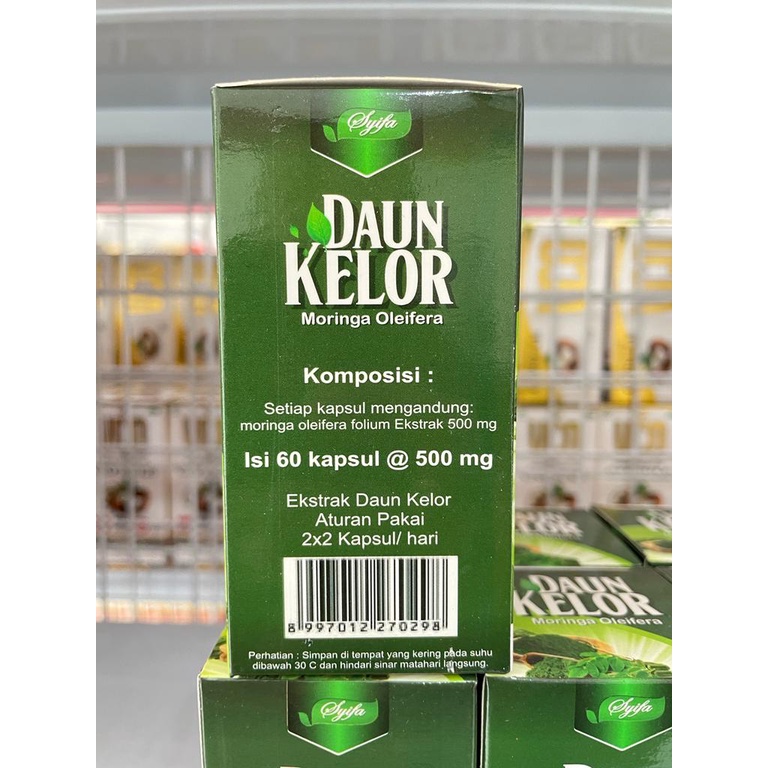 Syifa
DAUN
KELOR
Moringa Oleifera
Komposisi :
Setiap kapsul mengandung:
moringa oleifera folium Ekstrak 500 mg
Isi 60 kapsul @ 500 mg
Ekstrak Daun Kelor
Aturan Pakai
2x2 Kapsul/ hari
8 997012 270298
Perhatian : Simpan di tempat yang kering pada suhu
dibawah 30 C dan hindari sinar matahari langsung.
DAUN
KELOR
Moringa Oleifera
Syifa
Syifa